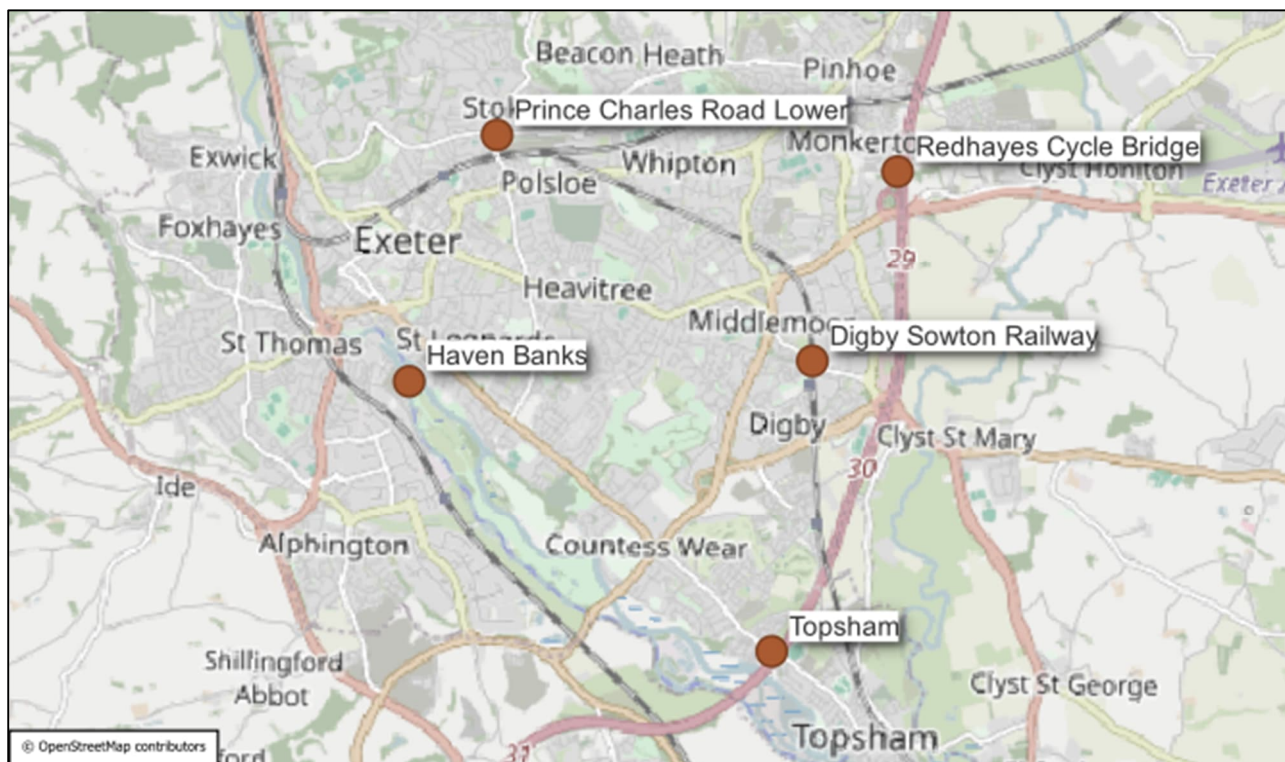 Beacon Heath
Pinhoe
Prince Charles Road Lower
Exwick
Whipton
Redhayes Cycle Bridge
Clyst Honiton
Polsloe
Exeter
Foxhayes
Exeter
29
Heavitree
St Thomas
Haven Banks
Digby Sowton Railway
Digby
Clyst St Mary
30
Ide
Alphington
Countess Wear
Topsham
Shillingford
Abbot
Clyst St George
Topsham
31
© OpenStreetMap contributors